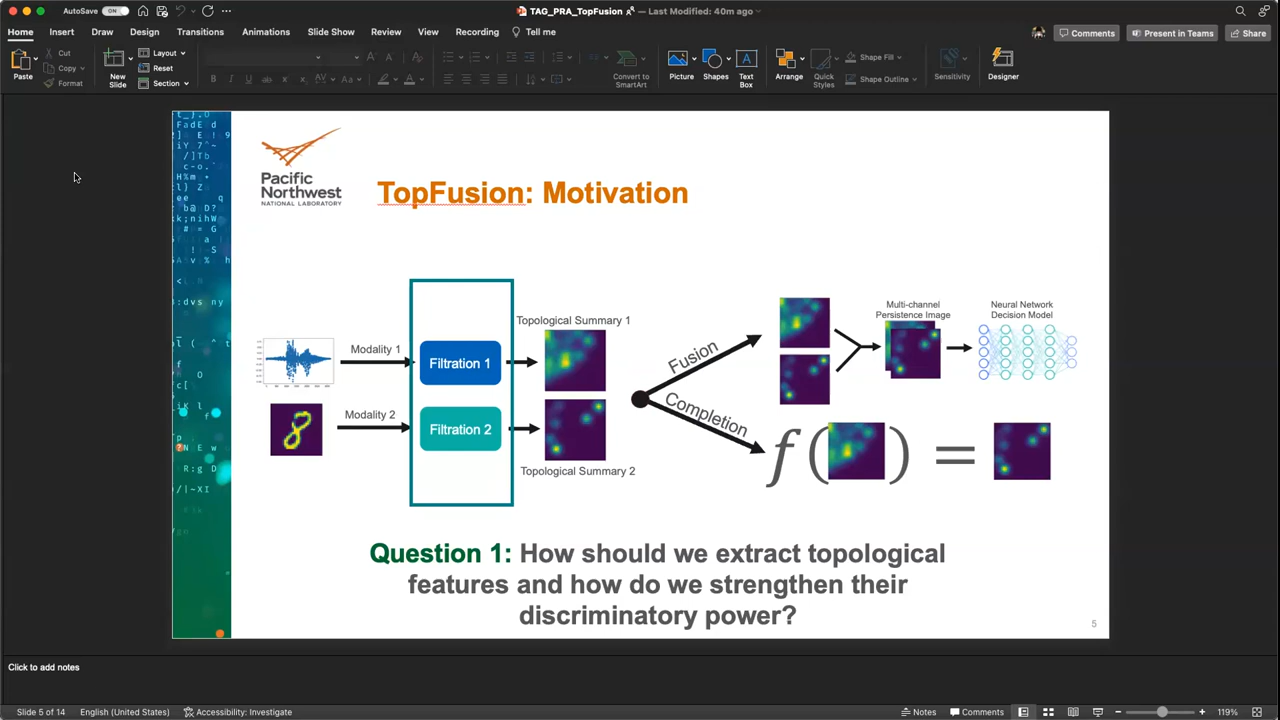 AutoSave ON
TAG_PRA_TopFusion — Last Modified: 40m ago
Home Insert Draw Design Transitions Animations Slide Show Review View Recording Tell me
Comments Present in Teams Share
Paste
Cut
Copy
Format
New Slide
Layout
Reset
Section
Convert to SmartArt
Picture
Shapes
Text Box
Arrange
Quick Styles
Shape Fill
Shape Outline
Sensitivity
Designer
Pacific
Northwest
NATIONAL LABORATORY
TopFusion: Motivation
Modality 1
Modality 2
Filtration 1
Filtration 2
Topological Summary 1
Topological Summary 2
Fusion
Completion
Multi-channel
Persistence Image
Neural Network
Decision Model
f( ) =
Question 1: How should we extract topological
features and how do we strengthen their
discriminatory power?
5
Click to add notes
Slide 5 of 14 English (United States) Accessibility: Investigate
Notes Comments 119%